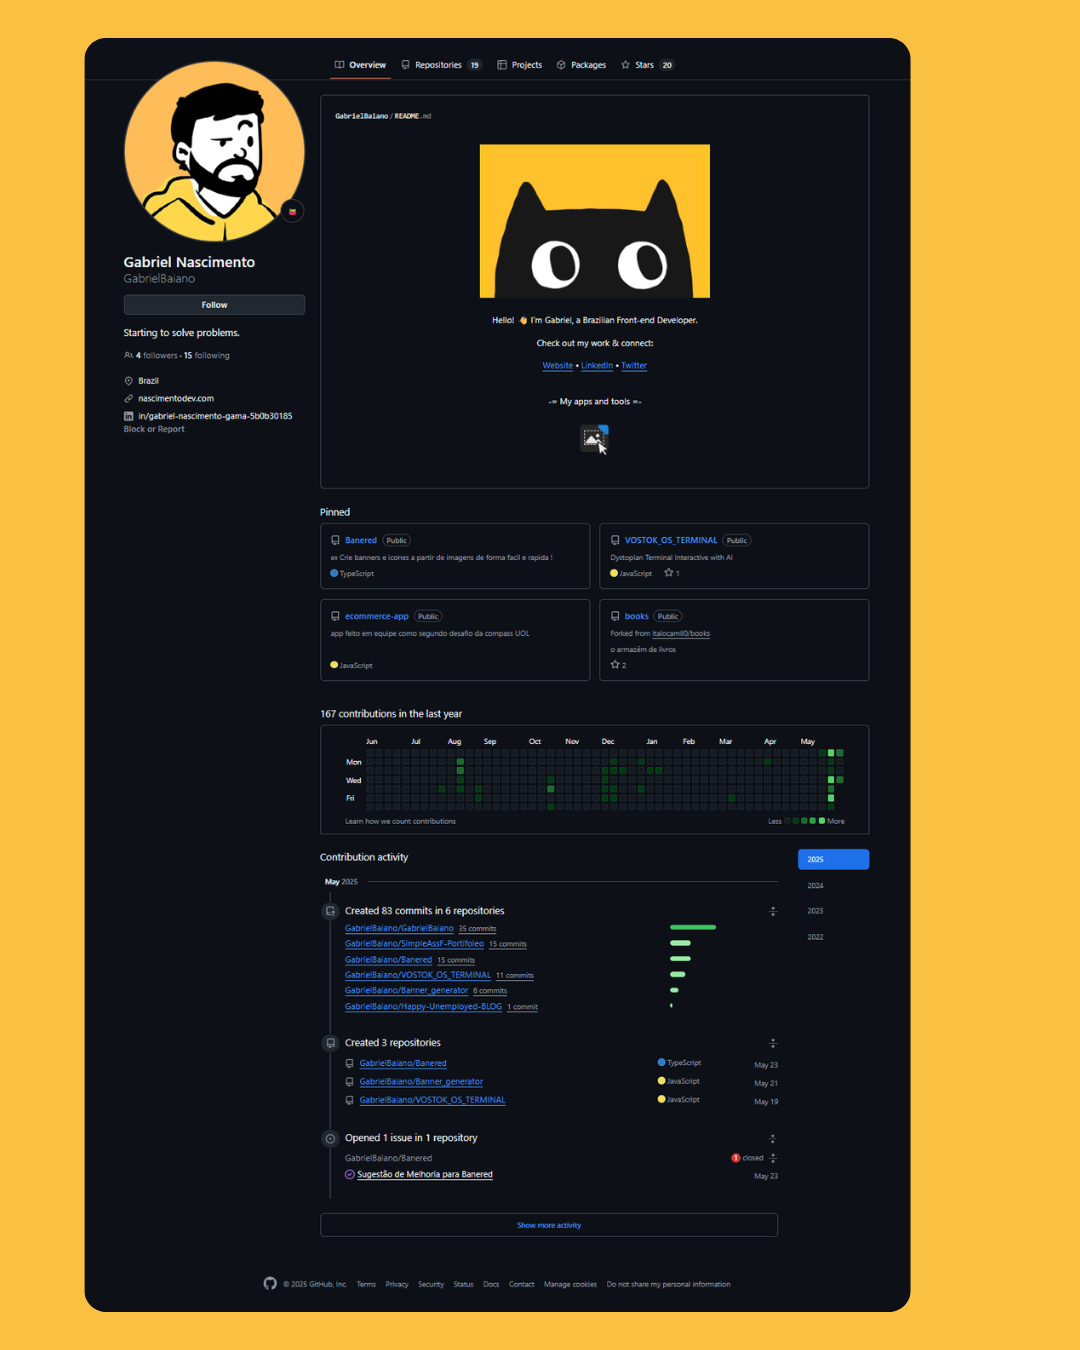 Overview Repositories 19 Projects Packages Stars 20
Gabriel Nascimento
GabrielBaiano
Follow
Starting to solve problems.
4 followers · 15 following
Brazil
nascimentodev.com
in/gabriel-nascimento-gama-5b0b30185
Block or Report
GabrielBaiano / README.md
Hello! 👋 I'm Gabriel, a Brazilian Front-end Developer.
Check out my work & connect:
Website • LinkedIn • Twitter
-= My apps and tools =-
Pinned
Banered Public
Crie banners e icones a partir de imagens de forma facil e rapida !
TypeScript
VOSTOK_OS_TERMINAL Public
Dystopian Terminal Interactive with AI
JavaScript 1
ecommerce-app Public
app feito em equipe como segundo desafio da compass UOL
JavaScript
books Public
Forked from italocamil0/books
o armazém de livros
2
167 contributions in the last year
Jun Jul Aug Sep Oct Nov Dec Jan Feb Mar Apr May
Mon
Wed
Fri
Learn how we count contributions
Less More
Contribution activity
2025
2024
2023
2022
May 2025
Created 83 commits in 6 repositories
GabrielBaiano/GabrielBaiano 35 commits
GabrielBaiano/SimpleAssF-Portifoleo 15 commits
GabrielBaiano/Banered 15 commits
GabrielBaiano/VOSTOK_OS_TERMINAL 11 commits
GabrielBaiano/Banner_generator 6 commits
GabrielBaiano/Happy-Unemployed-BLOG 1 commit
Created 3 repositories
GabrielBaiano/Banered TypeScript May 23
GabrielBaiano/Banner_generator JavaScript May 21
GabrielBaiano/VOSTOK_OS_TERMINAL JavaScript May 19
Opened 1 issue in 1 repository
GabrielBaiano/Banered 1 closed
Sugestão de Melhoria para Banered May 23
Show more activity
© 2025 GitHub, Inc. Terms Privacy Security Status Docs Contact Manage cookies Do not share my personal information